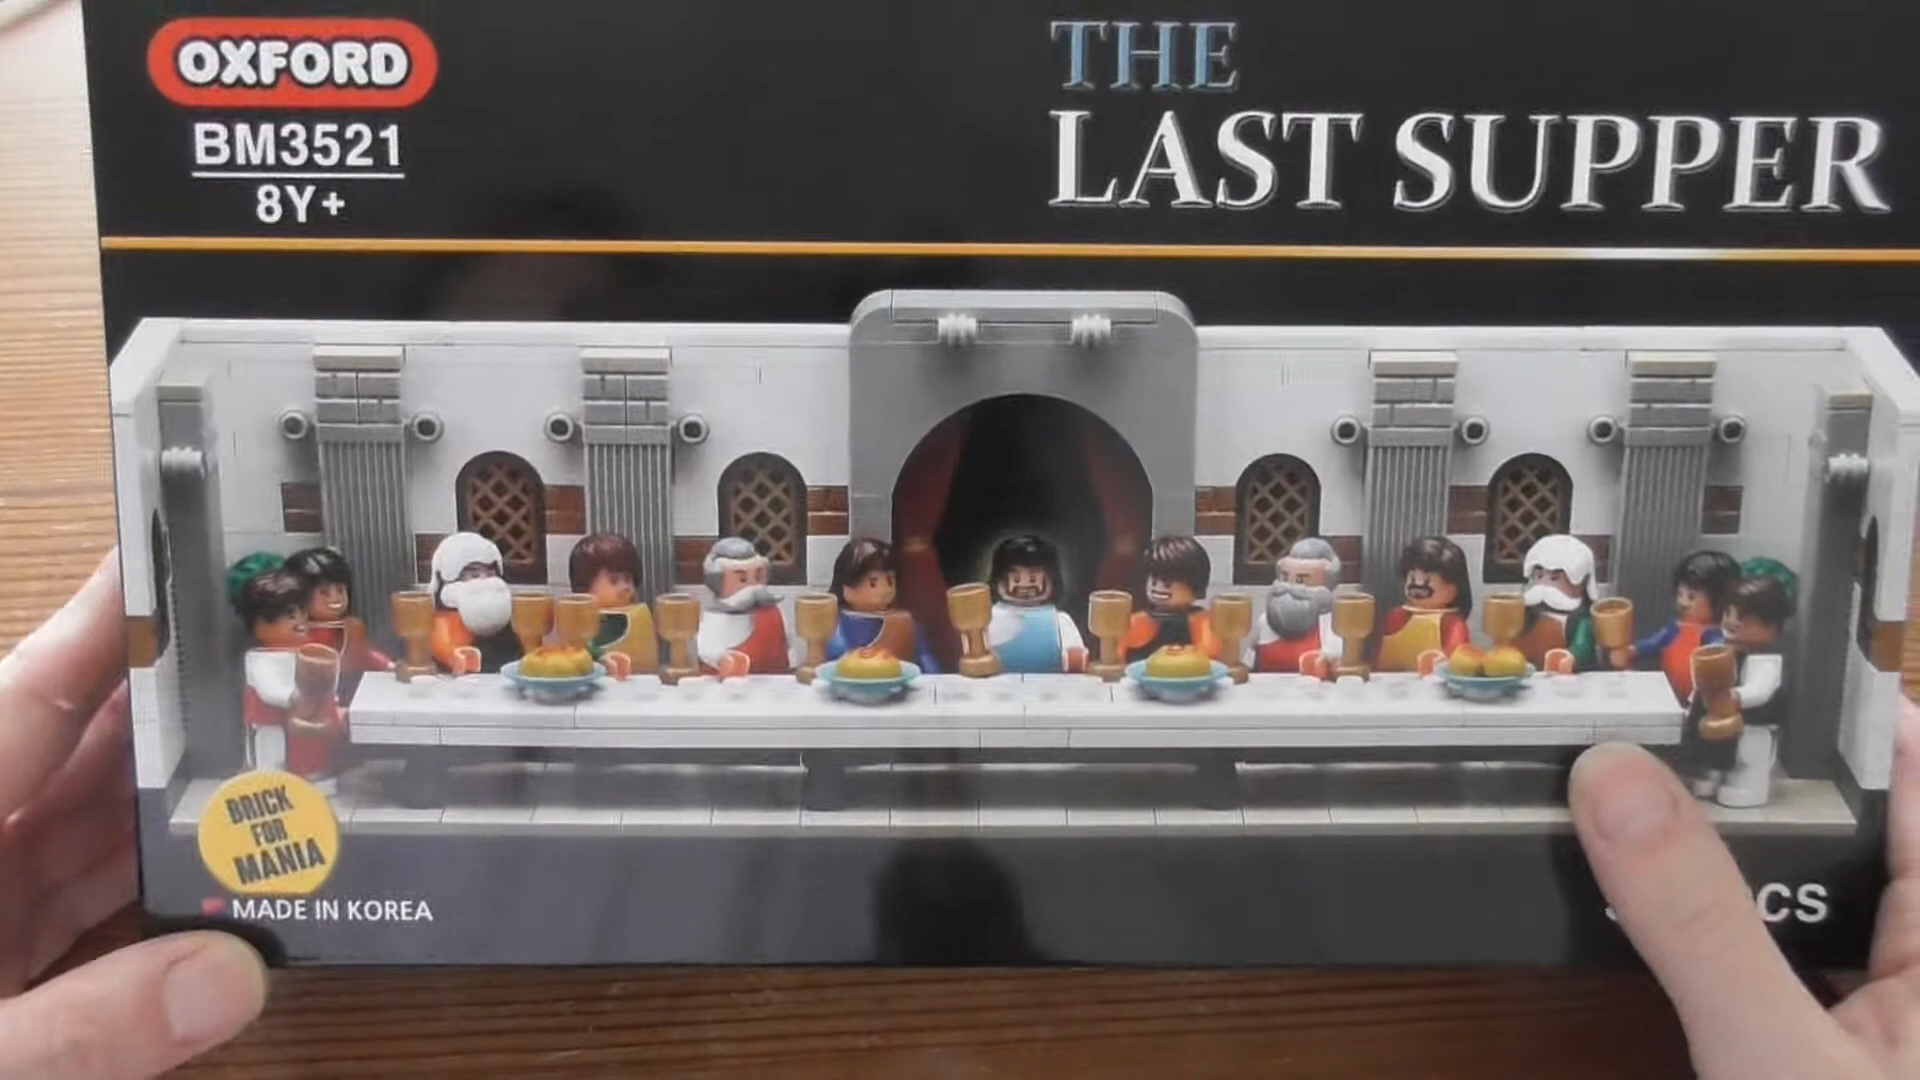 OXFORD
BM3521
8Y+
THE
LAST SUPPER
BRICK
FOR
MANIA
MADE IN KOREA